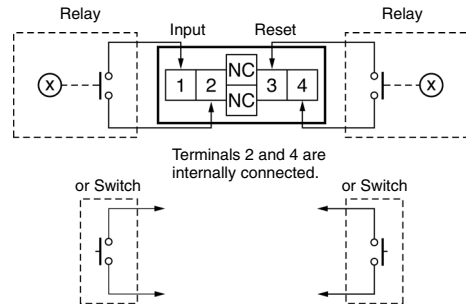 Relay
Input
Reset
Relay
X
1
2
NC
NC
3
4
X
Terminals 2 and 4 are
internally connected.
or Switch
or Switch